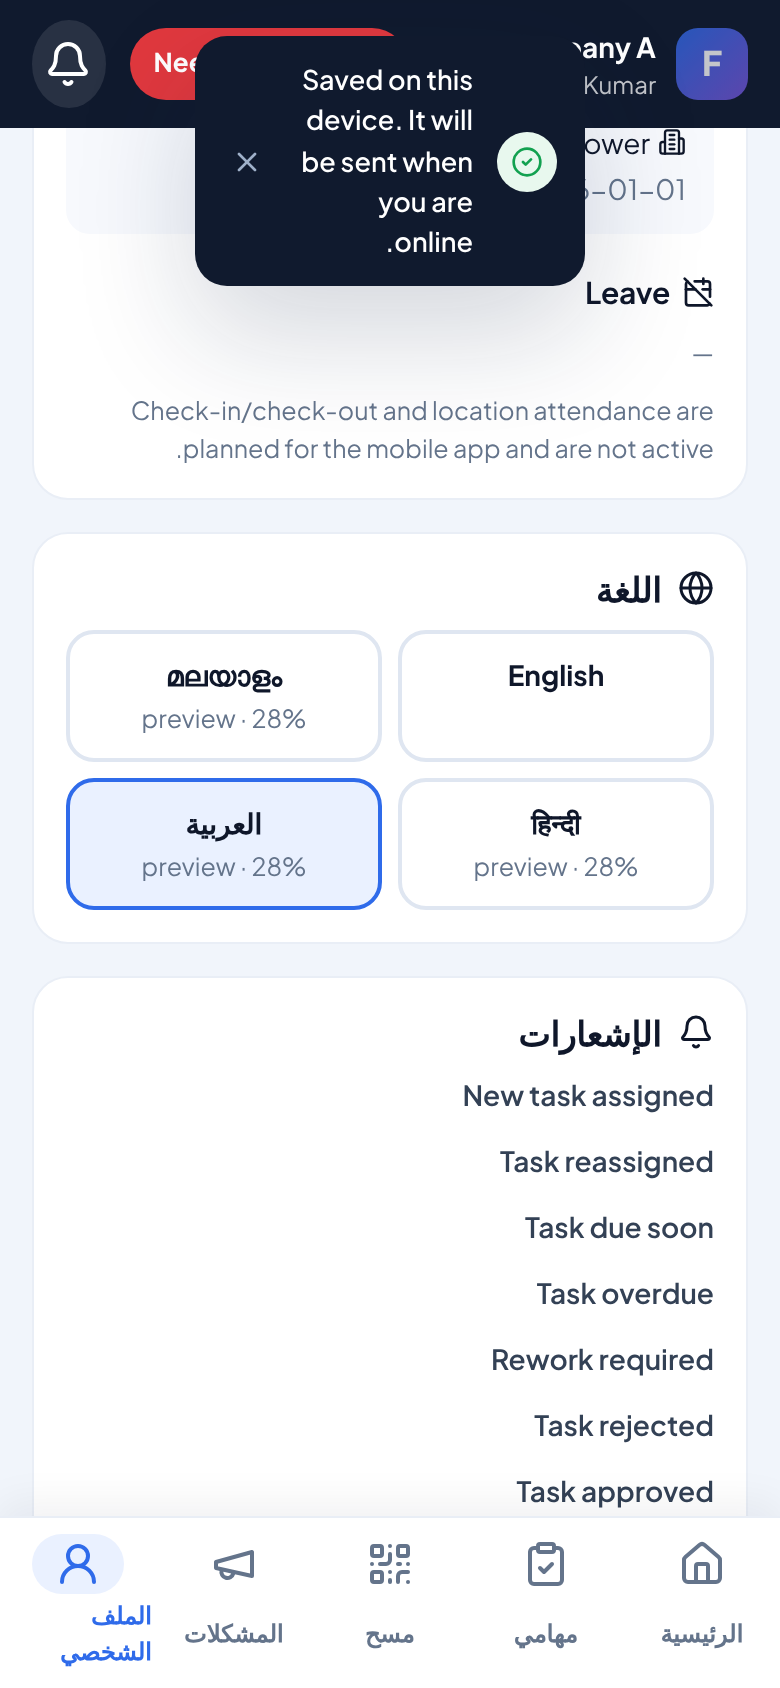 F
any A
Kumar
Saved on this
device. It will
be sent when
you are
online.
ower
-01-01
Leave
—
Check-in/check-out and location attendance are
planned for the mobile app and are not active.
اللغة
English
മലയാളം
preview · 28%
हिन्दी
preview · 28%
العربية
preview · 28%
الإشعارات
New task assigned
Task reassigned
Task due soon
Task overdue
Rework required
Task rejected
Task approved
الرئيسية
مهامي
مسح
المشكلات
الملف
الشخصي